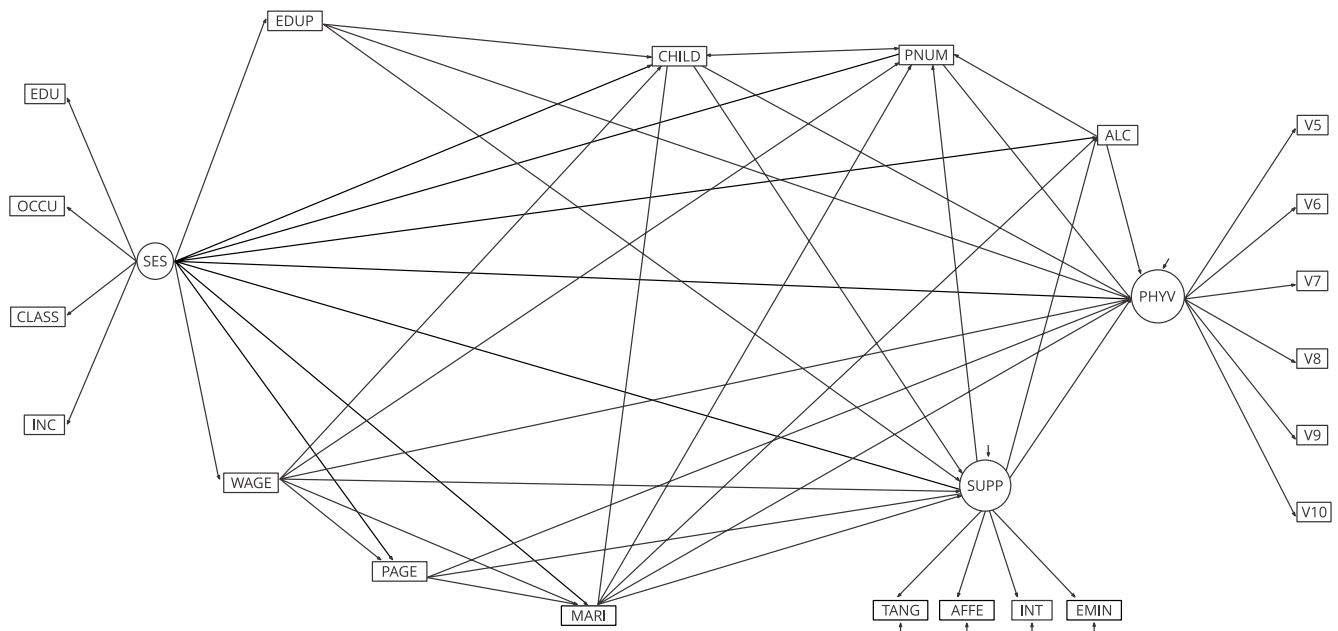 EDUP
CHILD
PNUM
EDU
ALC
V5
OCCU
V6
SES
V7
PHYV
CLASS
V8
INC
V9
WAGE
SUPP
V10
PAGE
MARI
TANG
AFFE
INT
EMIN